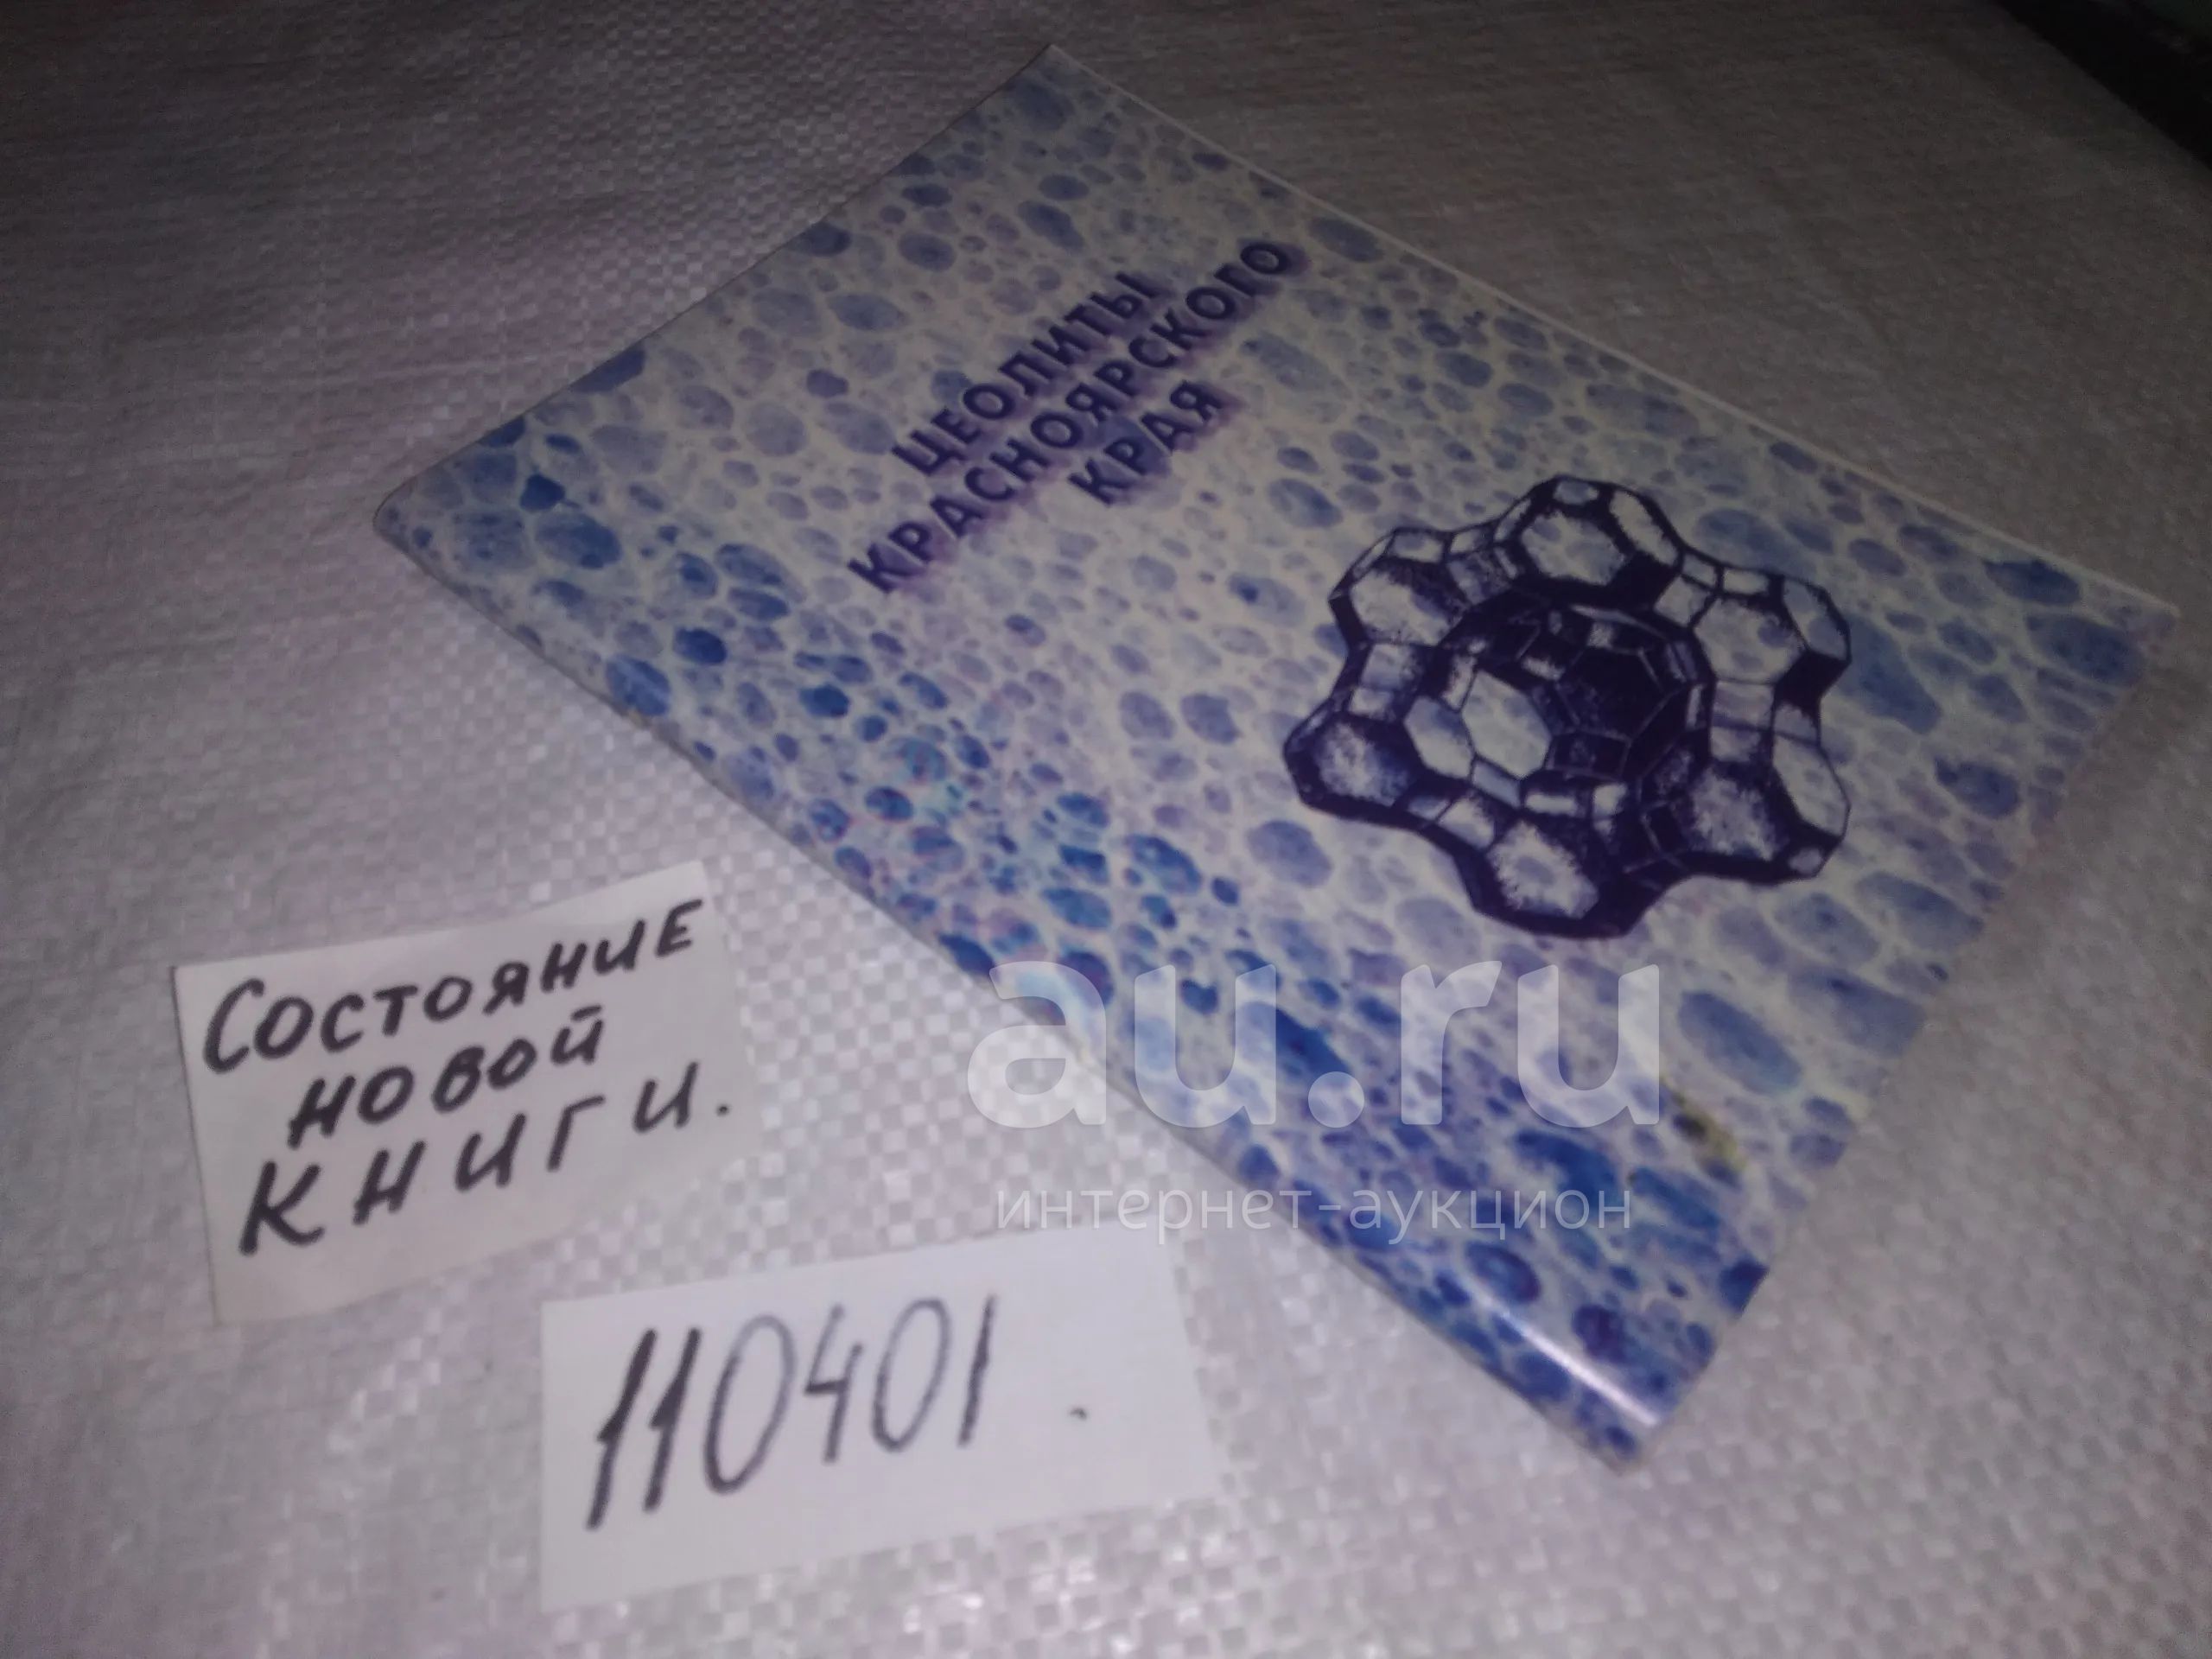 ЦЕОЛИТЫ
КРАСНОЯРСКОГО
КРАЯ
Состояние
новой
книги.
110401.
au.ru
интернет-аукцион